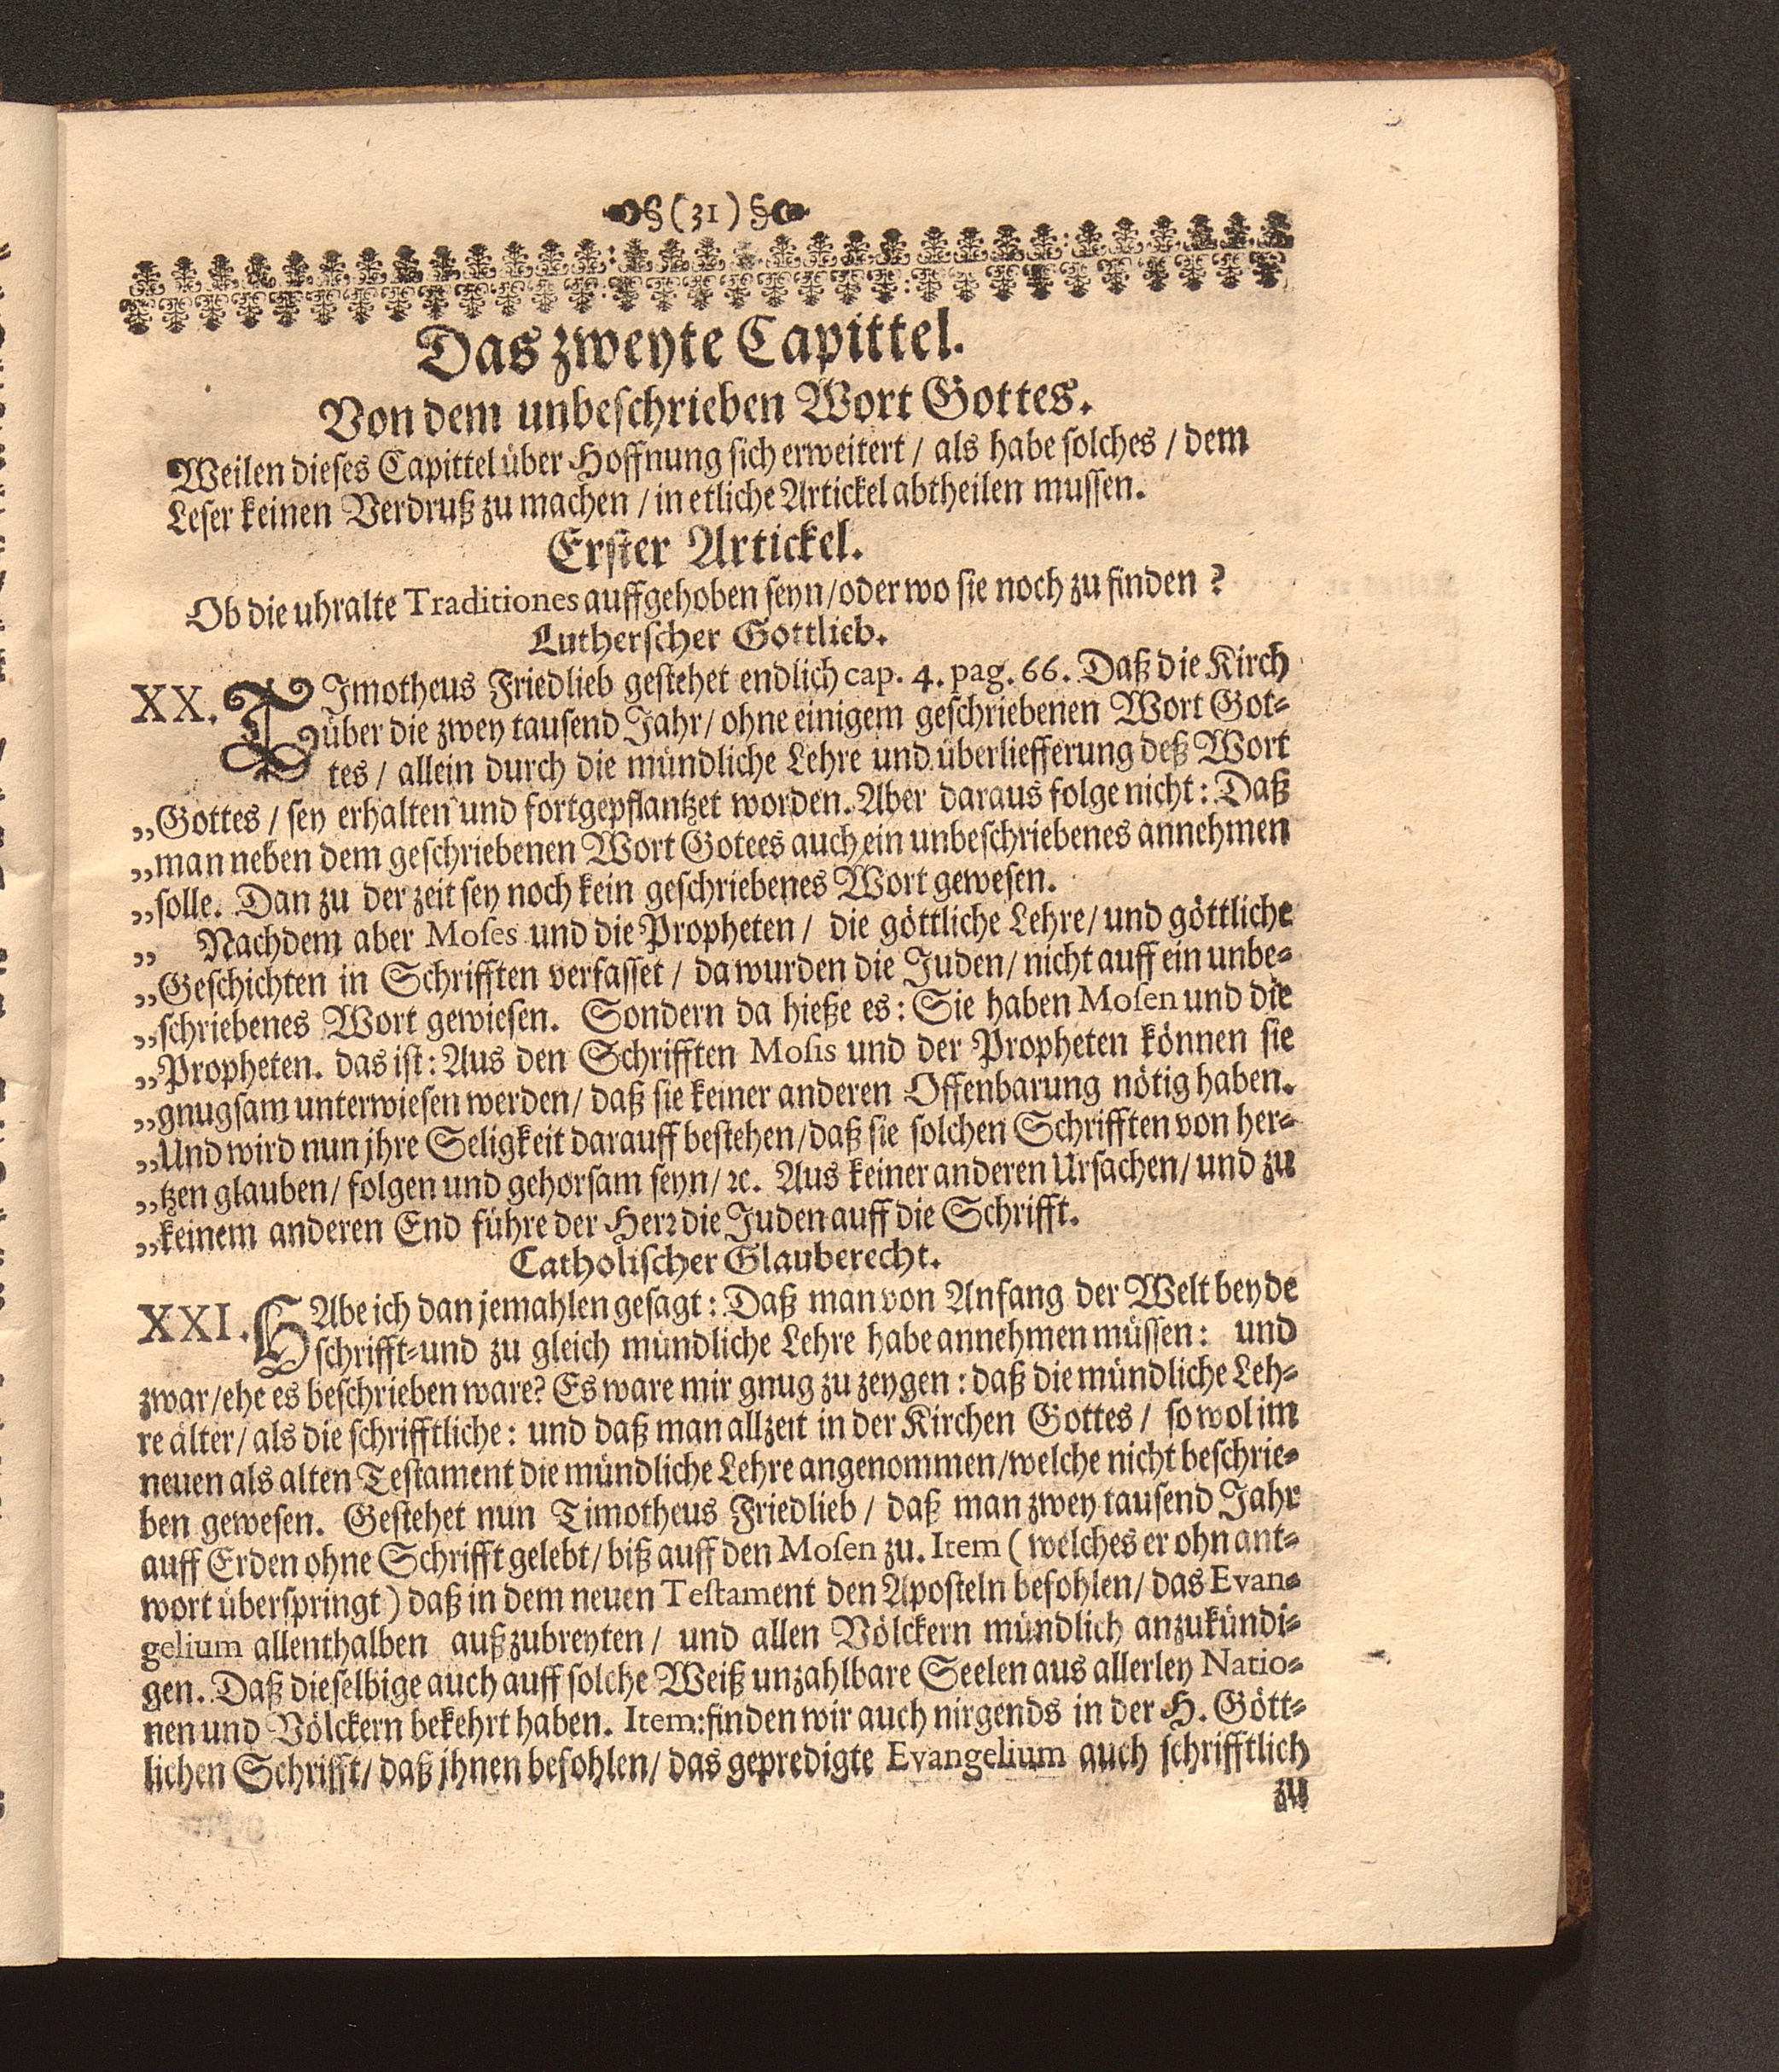 (31)
Das zweyte Capittel.
Von dem unbeschrieben Wort Gottes.
Weilen dieses Capittel über Hoffnung sich erweitert / als habe solches / dem
Leser keinen Verdruß zu machen / in etliche Artickel abtheilen mussen.
Erster Artickel.
Ob die uhralte Traditiones auffgehoben seyn / oder wo sie noch zu finden ?
Lutherscher Gottlieb.
XX. TImotheus Friedlieb gestehet endlich cap. 4. pag. 66. Daß die Kirch
über die zwey tausend Jahr / ohne einigem geschriebenen Wort Got-
tes / allein durch die mündliche Lehre und überliefferung deß Wort
„Gottes / sey erhalten und fortgepflantzet worden. Aber daraus folge nicht: Daß
„man neben dem geschriebenen Wort Gotees auch ein unbeschriebenes annehmen
„solle. Dan zu der zeit sey noch kein geschriebenes Wort gewesen.
„ Nachdem aber Moses und die Propheten / die göttliche Lehre / und göttliche
„Geschichten in Schrifften verfasset / da wurden die Juden / nicht auff ein unbe-
„schriebenes Wort gewiesen. Sondern da hieße es: Sie haben Mosen und die
„Propheten. das ist: Aus den Schrifften Mosis und der Propheten können sie
„gnugsam unterwiesen werden / daß sie keiner anderen Offenbarung nötig haben.
„Und wird nun jhre Seligkeit darauff bestehen / daß sie solchen Schrifften von her-
„tzen glauben / folgen und gehorsam seyn / ꝛc. Aus keiner anderen Ursachen / und zu
„keinem anderen End führe der Herꝛ die Juden auff die Schrifft.
Catholischer Glauberecht.
XXI. HAbe ich dan jemahlen gesagt: Daß man von Anfang der Welt beyde
schrifft- und zu gleich mündliche Lehre habe annehmen müssen: und
zwar / ehe es beschrieben ware? Es ware mir gnug zu zeygen: daß die mündliche Leh-
re älter / als die schrifftliche: und daß man allzeit in der Kirchen Gottes / so wol im
neuen als alten Testament die mündliche Lehre angenommen / welche nicht beschrie-
ben gewesen. Gestehet nun Timotheus Friedlieb / daß man zwey tausend Jahr
auff Erden ohne Schrifft gelebt / biß auff den Mosen zu. Item (welches er ohn ant-
wort überspringt) daß in dem neuen Testament den Aposteln befohlen / das Evan-
gelium allenthalben außzubreyten / und allen Völckern mündlich anzukündi-
gen. Daß dieselbige auch auff solche Weiß unzahlbare Seelen aus allerley Natio-
nen und Völckern bekehrt haben. Item: finden wir auch nirgends in der H. Gött-
lichen Schrifft / daß jhnen befohlen / das gepredigte Evangelium auch schrifftlich
zu